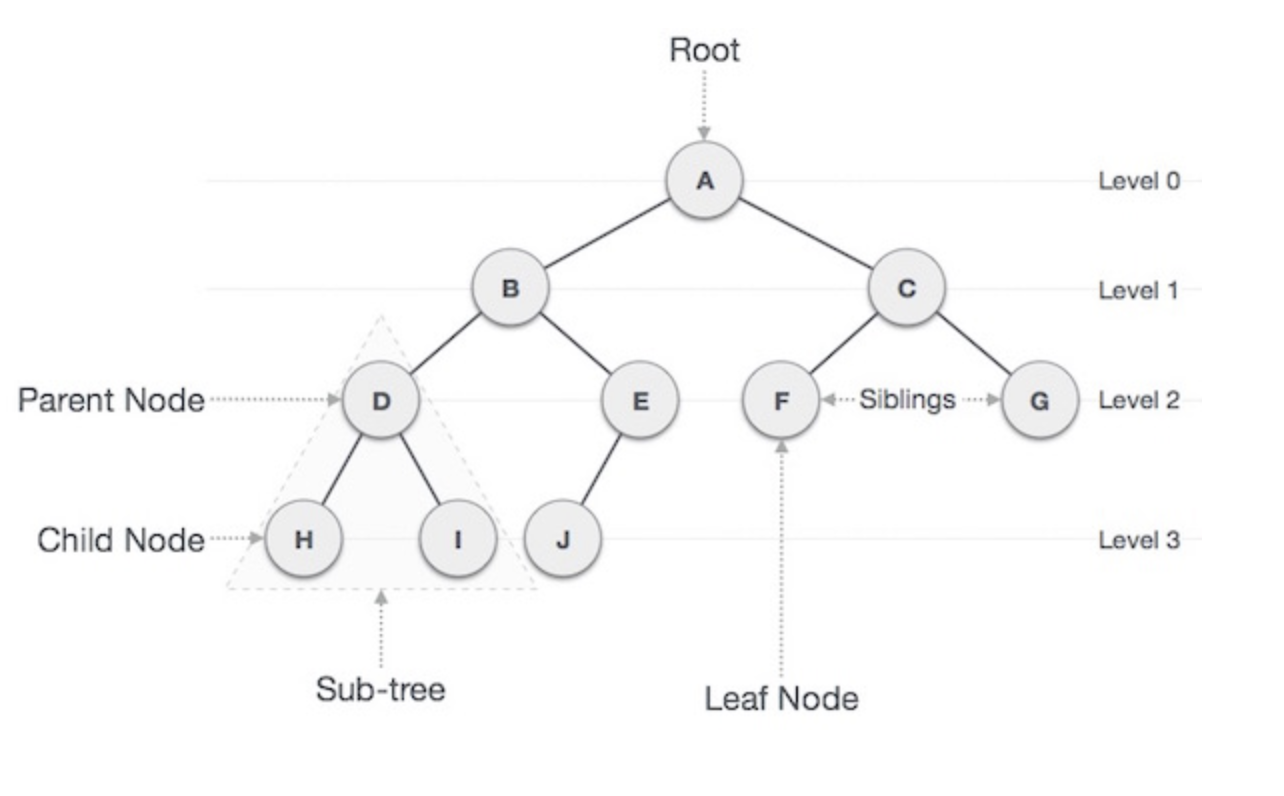 Root
A
Level 0
B
C
Level 1
Parent Node
D
E
F
Siblings
G
Level 2
Child Node
H
I
J
Level 3
Sub-tree
Leaf Node